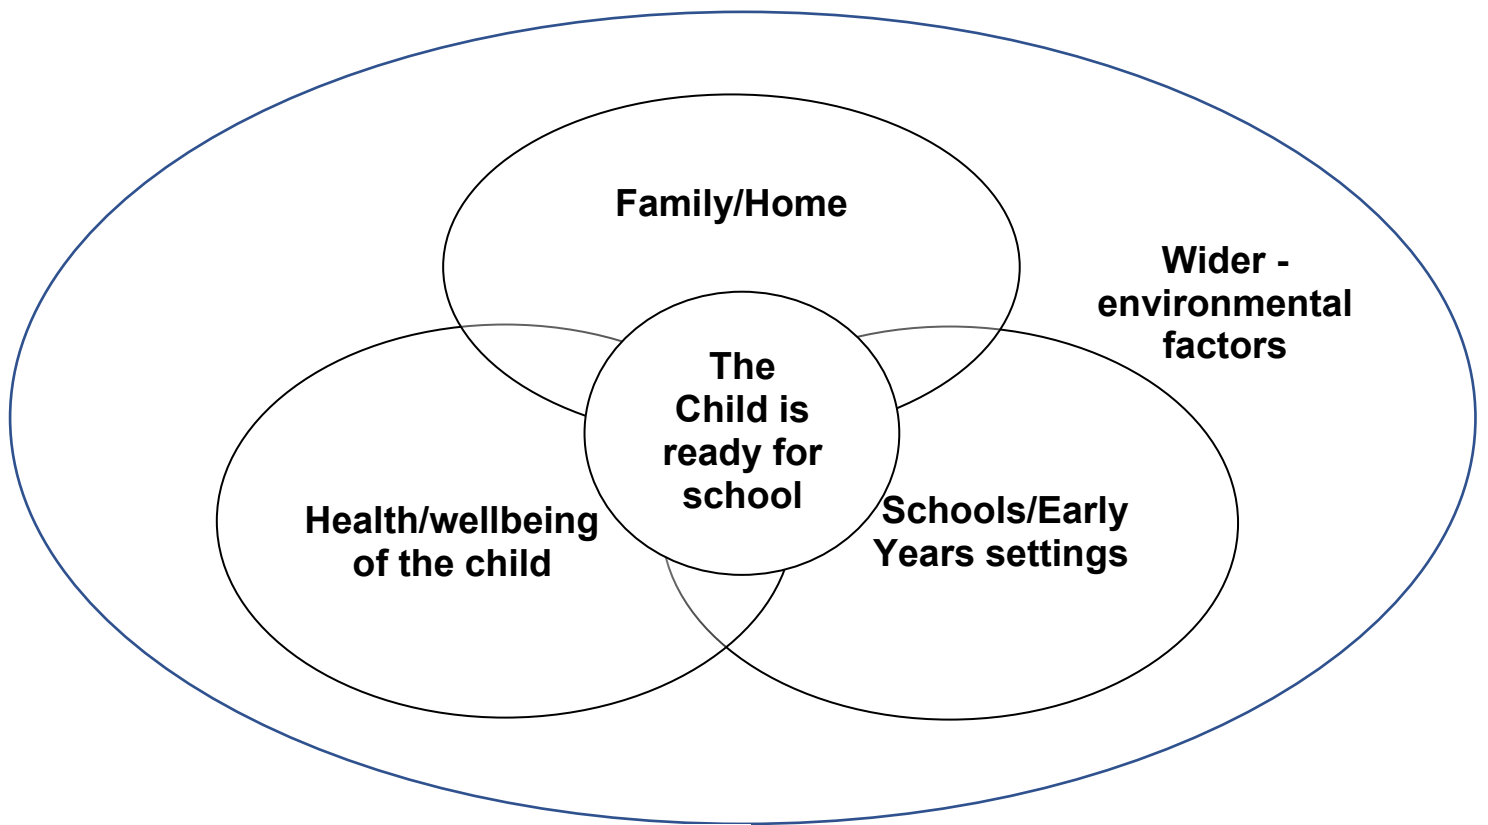 Family/Home
Wider -
environmental
factors
The
Child is
ready for
school
Health/wellbeing
of the child
Schools/Early
Years settings